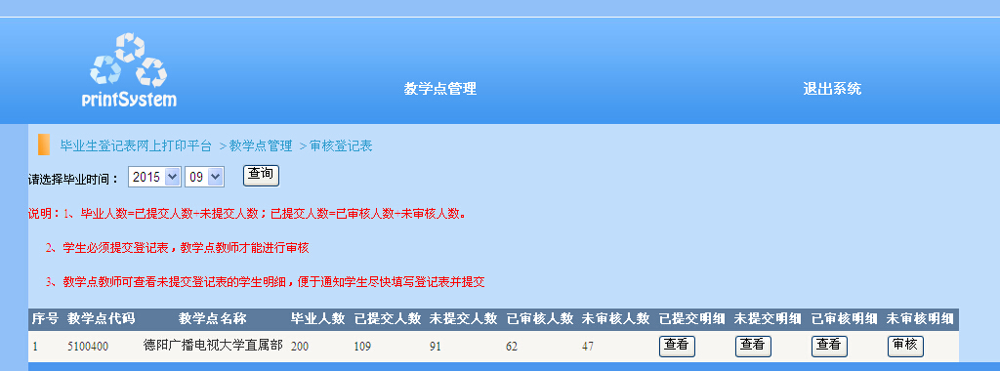 printSystem
教学点管理 退出系统
毕业生登记表网上打印平台 >教学点管理 >审核登记表
请选择毕业时间： 2015 09 查询
说明：1、毕业人数=已提交人数+未提交人数；已提交人数=已审核人数+未审核人数。
2、学生必须提交登记表，教学点教师才能进行审核
3、教学点教师可查看未提交登记表的学生明细，便于通知学生尽快填写登记表并提交
序号 教学点代码 教学点名称 毕业人数 已提交人数 未提交人数 已审核人数 未审核人数 已提交明细 未提交明细 已审核明细 未审核明细
1 5100400 德阳广播电视大学直属部 200 109 91 62 47 查看 查看 查看 审核